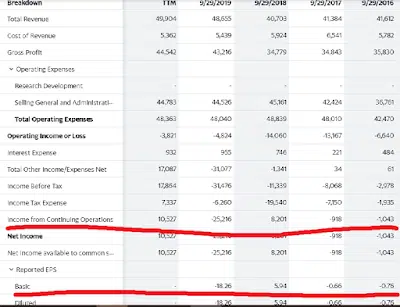 Breakdown TTM 9/29/2019 9/29/2018 9/29/2017 9/29/2016
Total Revenue 49,904 48,655 40,703 41,384 41,612
Cost of Revenue 5,362 5,439 5,924 6,541 5,782
Gross Profit 44,542 43,216 34,779 34,843 35,830
Operating Expenses
Research Development - - - - -
Selling General and Administrati... 44,783 44,526 45,161 42,424 36,761
Total Operating Expenses 48,363 48,040 48,839 48,010 42,470
Operating Income or Loss -3,821 -4,824 -14,060 -13,167 -6,640
Interest Expense 932 955 746 221 484
Total Other Income/Expenses Net 17,087 -31,077 -1,341 34 61
Income Before Tax 17,854 -31,476 -11,339 -8,068 -2,978
Income Tax Expense 7,337 -6,260 -19,540 -7,150 -1,935
Income from Continuing Operations 10,527 -25,216 8,201 -918 -1,043
Net Income 10,527
Net Income available to common s... 10,527 -25,216 8,201 -918 -1,043
Reported EPS
Basic - -18.26 5.94 -0.66 -0.76
Diluted -18.26 5.94 -0.66 -0.76